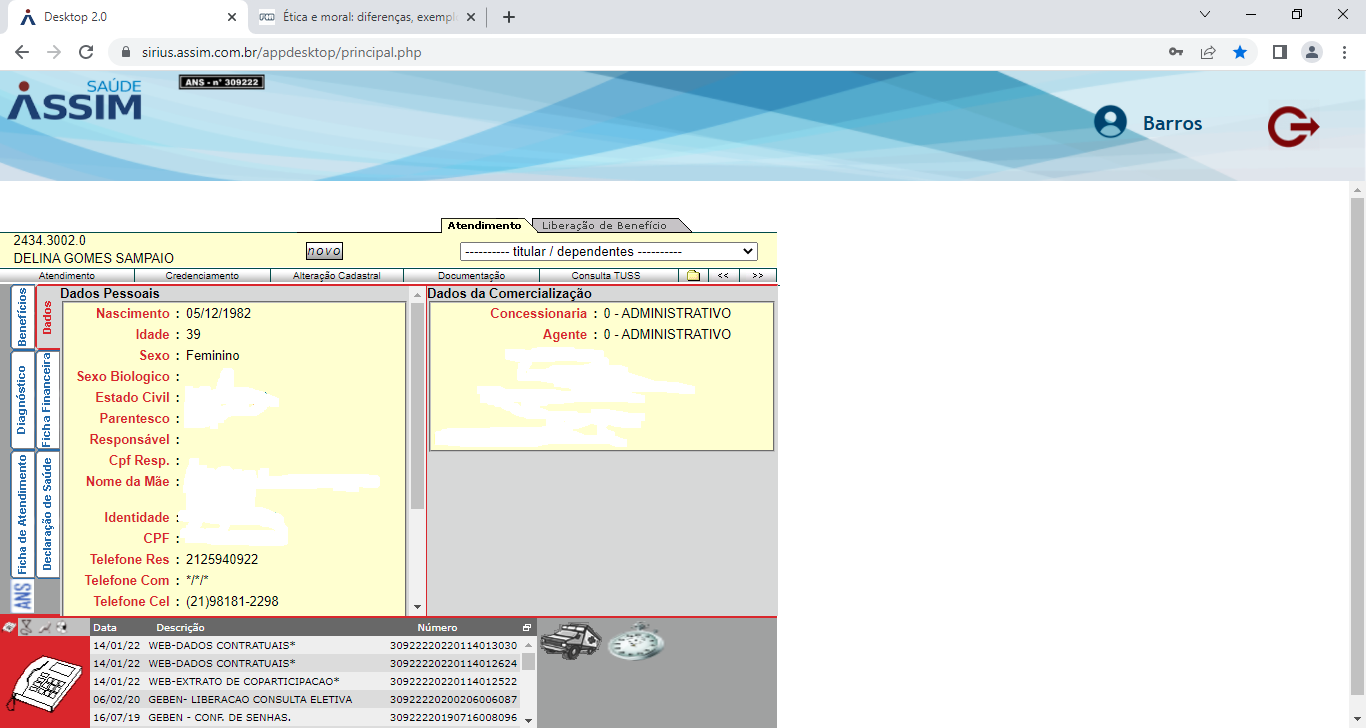 Desktop 2.0
Ética e moral: diferenças, exempl
sirius.assim.com.br/appdesktop/principal.php
SAÚDE
ASSIM
ANS - n° 309222
Barros
Atendimento
Liberação de Benefício
2434.3002.0
DELINA GOMES SAMPAIO
novo
---------- titular / dependentes ----------
Atendimento
Credenciamento
Alteração Cadastral
Documentação
Consulta TUSS
<<
>>
Benefícios
Dados
Diagnóstico
Ficha Financeira
Ficha de Atendimento
Declaração de Saúde
ANS
Dados Pessoais
Nascimento : 05/12/1982
Idade : 39
Sexo : Feminino
Sexo Biologico :
Estado Civil :
Parentesco :
Responsável :
Cpf Resp. :
Nome da Mãe :
Identidade :
CPF :
Telefone Res : 2125940922
Telefone Com : */*/*
Telefone Cel : (21)98181-2298
Dados da Comercialização
Concessionaria : 0 - ADMINISTRATIVO
Agente : 0 - ADMINISTRATIVO
Data Descrição Número
14/01/22 WEB-DADOS CONTRATUAIS* 30922220220114013030
14/01/22 WEB-DADOS CONTRATUAIS* 30922220220114012624
14/01/22 WEB-EXTRATO DE COPARTICIPACAO* 30922220220114012522
06/02/20 GEBEN- LIBERACAO CONSULTA ELETIVA 30922220200206006087
16/07/19 GEBEN - CONF. DE SENHAS. 30922220190716008096